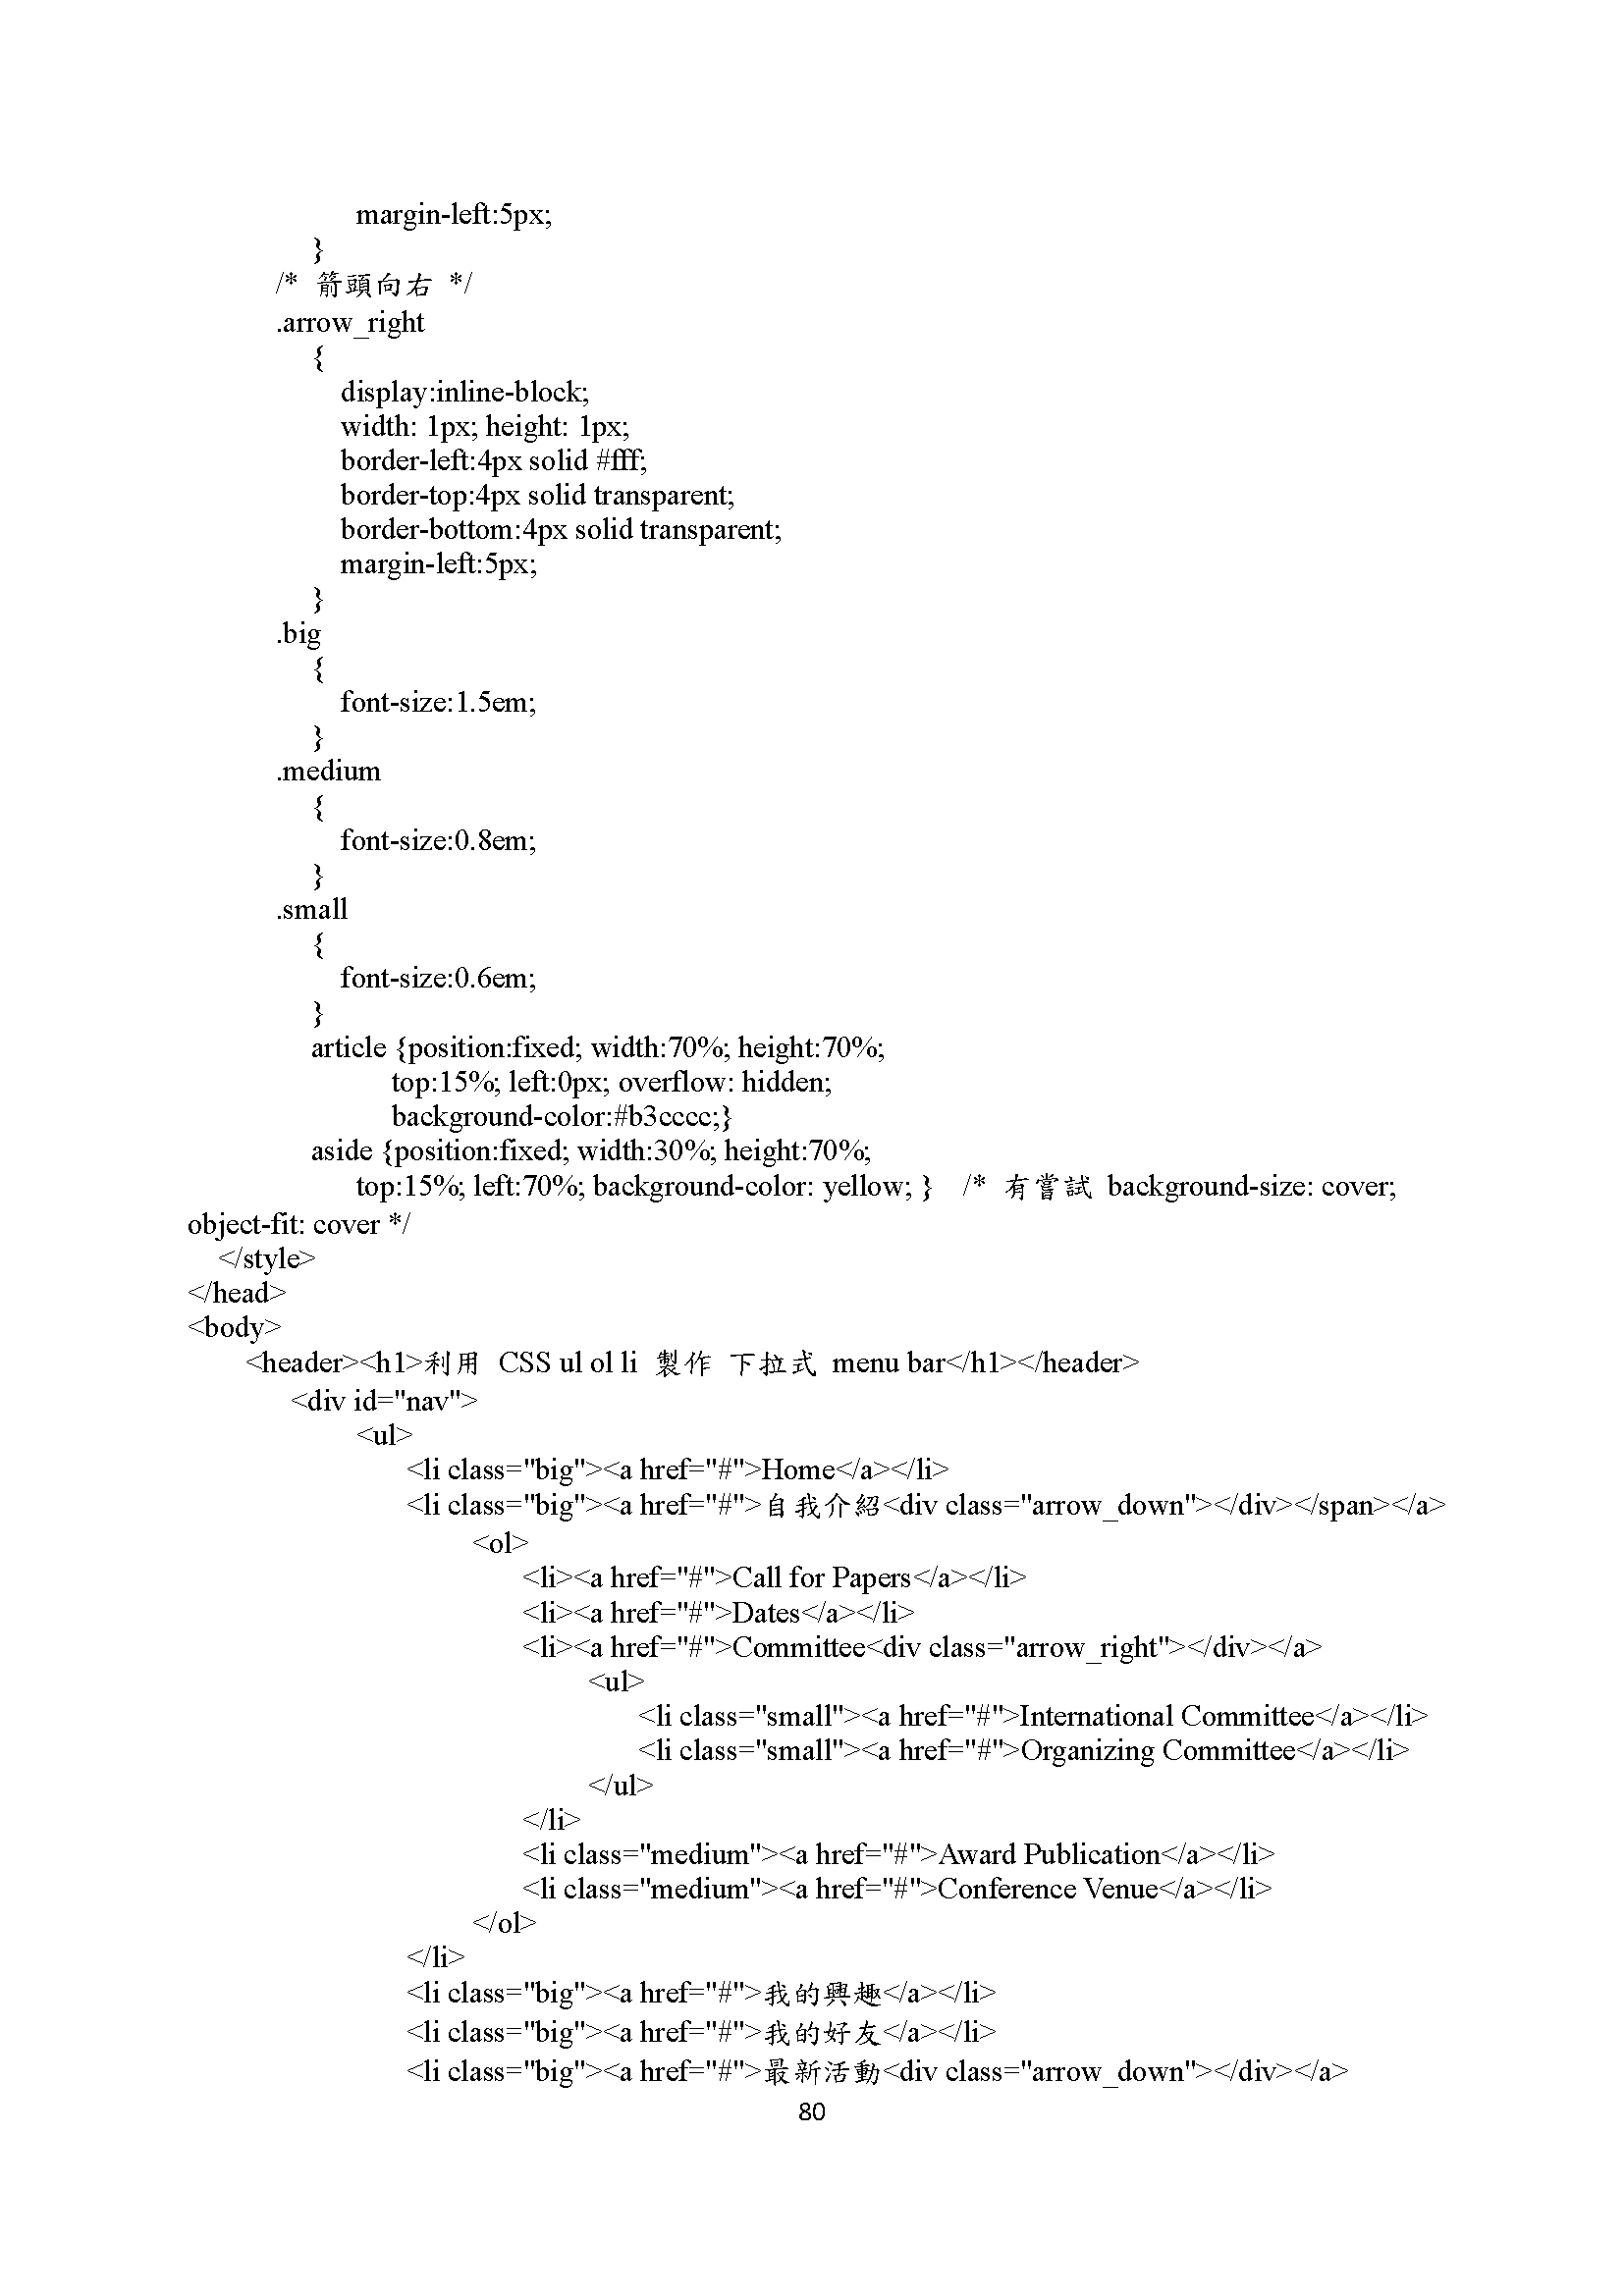 margin-left:5px;
}
/* 箭頭向右 */
.arrow_right
{
display:inline-block;
width: 1px; height: 1px;
border-left:4px solid #fff;
border-top:4px solid transparent;
border-bottom:4px solid transparent;
margin-left:5px;
}
.big
{
font-size:1.5em;
}
.medium
{
font-size:0.8em;
}
.small
{
font-size:0.6em;
}
article {position:fixed; width:70%; height:70%;
top:15%; left:0px; overflow: hidden;
background-color:#b3cccc;}
aside {position:fixed; width:30%; height:70%;
top:15%; left:70%; background-color: yellow; } /* 有嘗試 background-size: cover;
object-fit: cover */
</style>
</head>
<body>
<header><h1>利用 CSS ul ol li 製作 下拉式 menu bar</h1></header>
<div id="nav">
<ul>
<li class="big"><a href="#">Home</a></li>
<li class="big"><a href="#">自我介紹<div class="arrow_down"></div></span></a>
<ol>
<li><a href="#">Call for Papers</a></li>
<li><a href="#">Dates</a></li>
<li><a href="#">Committee<div class="arrow_right"></div></a>
<ul>
<li class="small"><a href="#">International Committee</a></li>
<li class="small"><a href="#">Organizing Committee</a></li>
</ul>
</li>
<li class="medium"><a href="#">Award Publication</a></li>
<li class="medium"><a href="#">Conference Venue</a></li>
</ol>
</li>
<li class="big"><a href="#">我的興趣</a></li>
<li class="big"><a href="#">我的好友</a></li>
<li class="big"><a href="#">最新活動<div class="arrow_down"></div></a>
80